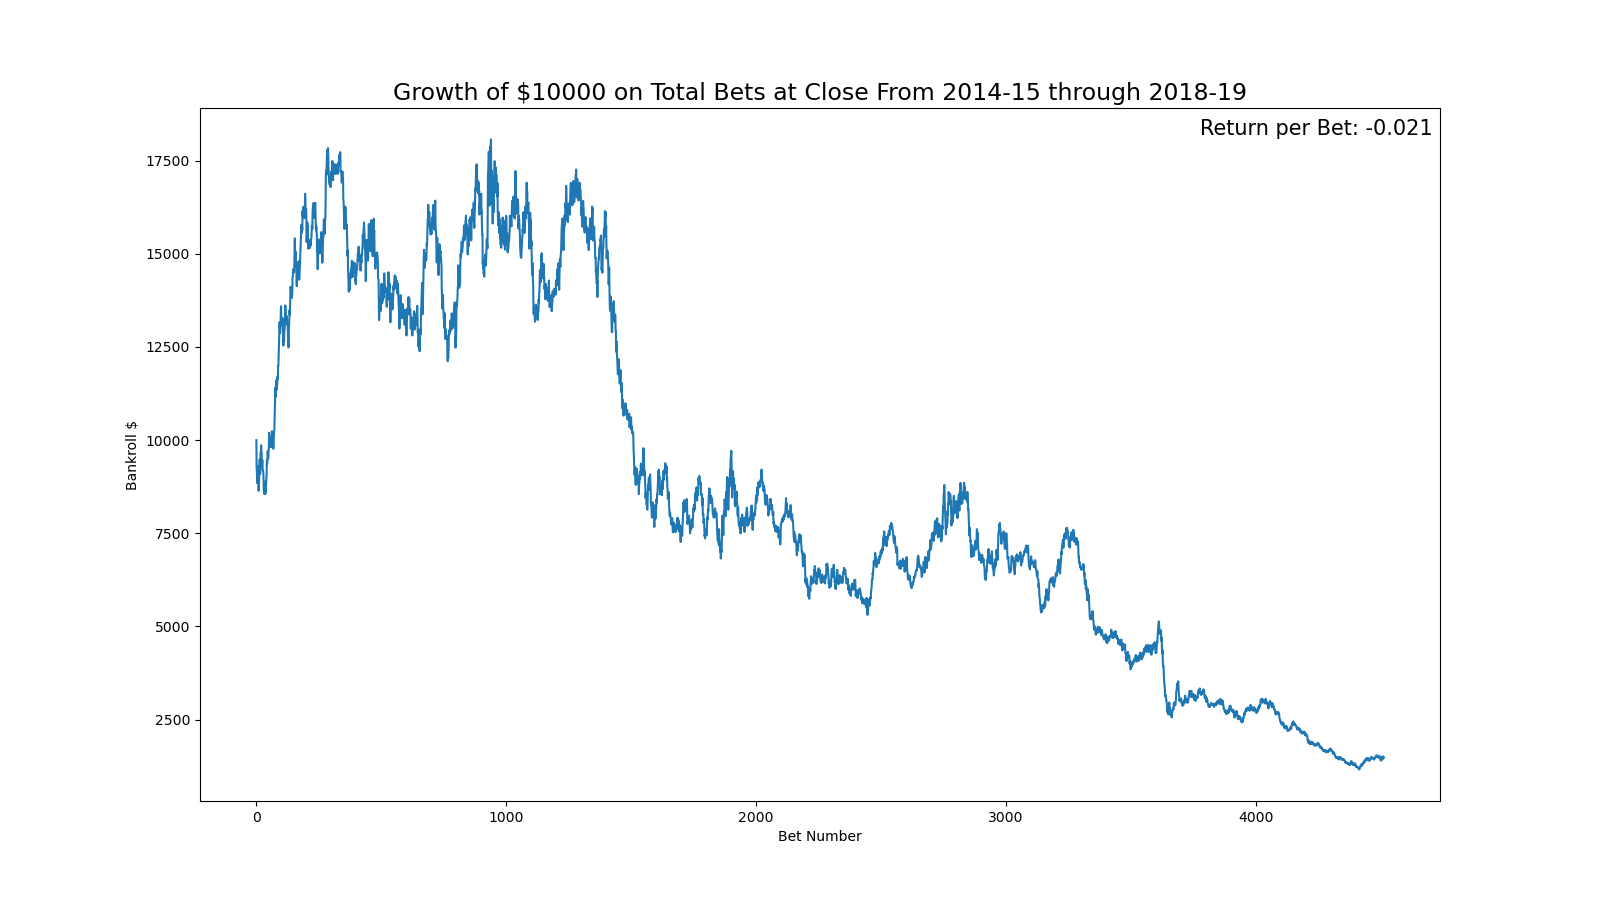 Growth of $10000 on Total Bets at Close From 2014-15 through 2018-19
Return per Bet: -0.021
17500
15000
12500
10000
7500
5000
2500
Bankroll $
0 1000 2000 3000 4000
Bet Number